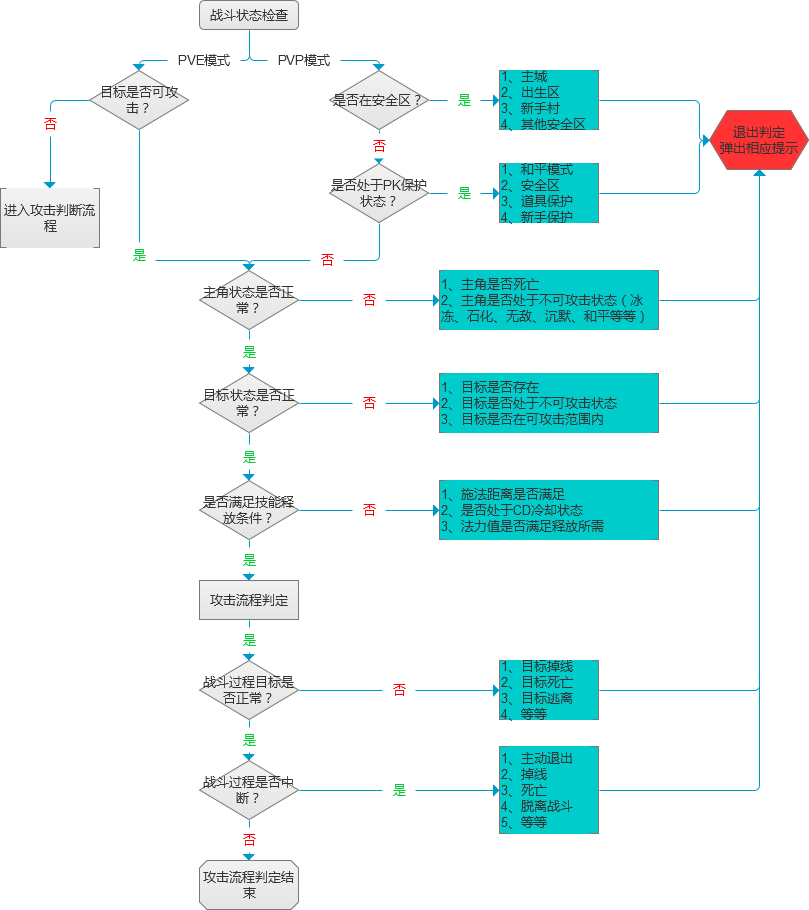 战斗状态检查
PVE模式
PVP模式
目标是否可攻
击？
是否在安全区？
是
1、主城
2、出生区
3、新手村
4、其他安全区
退出判定
弹出相应提示
否
否
进入攻击判断流
程
是否处于PK保护
状态？
是
1、和平模式
2、安全区
3、道具保护
4、新手保护
是
否
主角状态是否正
常？
否
1、主角是否死亡
2、主角是否处于不可攻击状态（冰
冻、石化、无敌、沉默、和平等等）
是
目标状态是否正
常？
否
1、目标是否存在
2、目标是否处于不可攻击状态
3、目标是否在可攻击范围内
是
是否满足技能释
放条件？
否
1、施法距离是否满足
2、是否处于CD冷却状态
3、法力值是否满足释放所需
是
攻击流程判定
是
战斗过程目标是
否正常？
否
1、目标掉线
2、目标死亡
3、目标逃离
4、等等
是
战斗过程是否中
断？
是
1、主动退出
2、掉线
3、死亡
4、脱离战斗
5、等等
否
攻击流程判定结
束